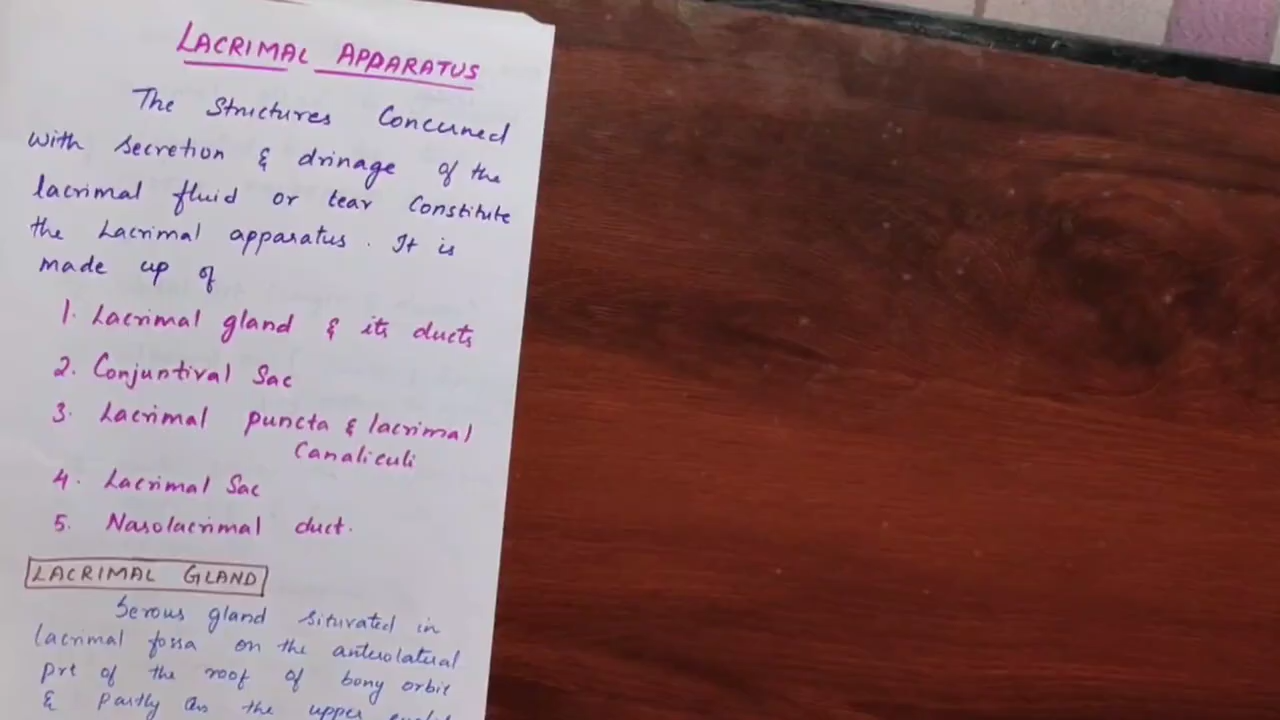 LACRIMAL APPARATUS
The Structures Concerned
with secretion & drinage of the
lacrimal fluid or tear Constitute
the Lacrimal apparatus. It is
made up of
1. Lacrimal gland & its ducts
2. Conjuntival Sac
3. Lacrimal puncta & lacrimal
Canaliculi
4. Lacrimal Sac
5. Nasolacrimal duct.
LACRIMAL GLAND
Serous gland siturated in
lacrimal fossa on the anterolateral
prt of the roof of bony orbit
& partly on the upper